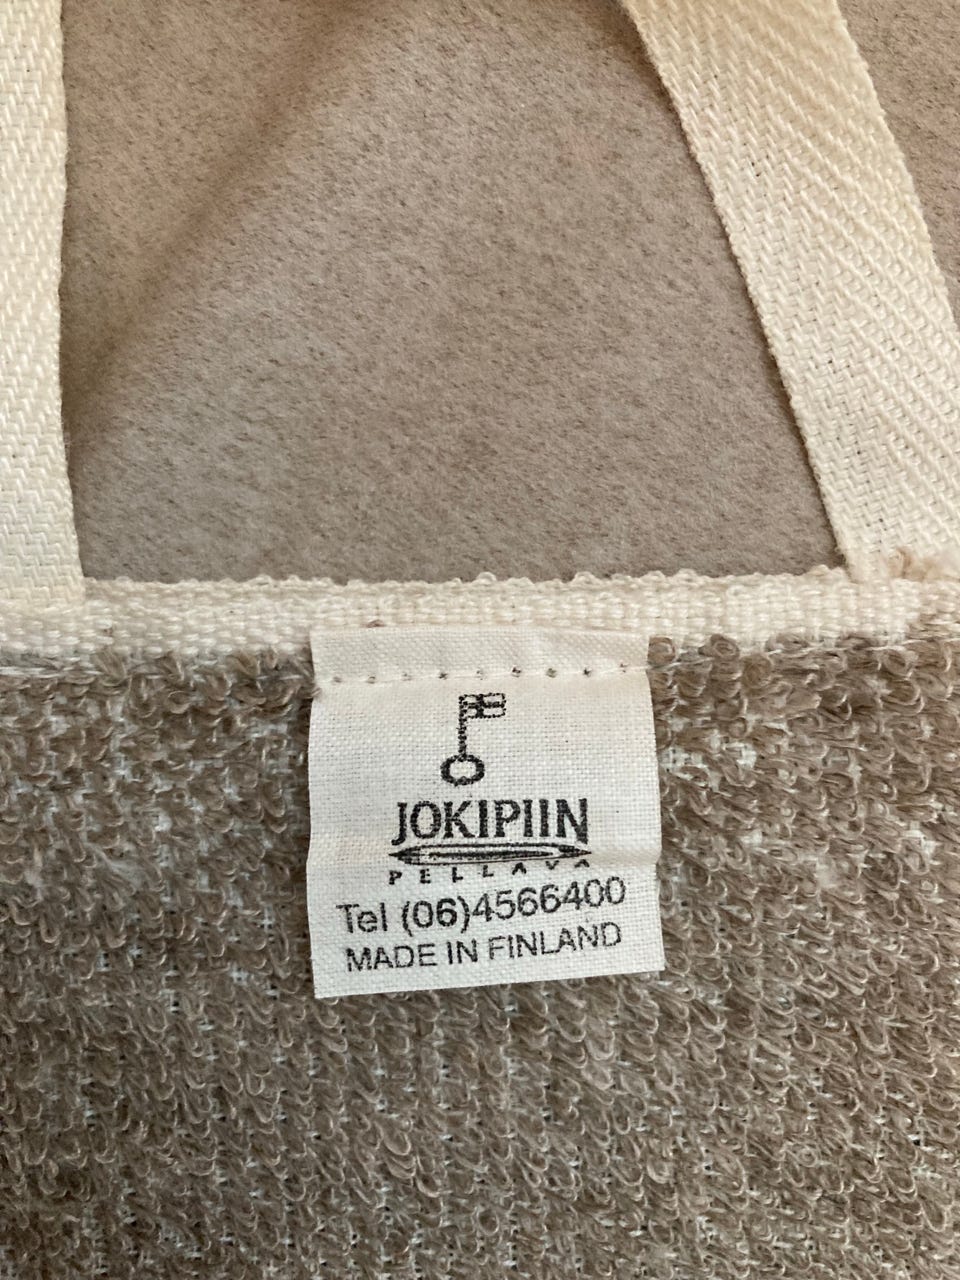 JOKIPIIN
PELLAVA
Tel (06)4566400
MADE IN FINLAND